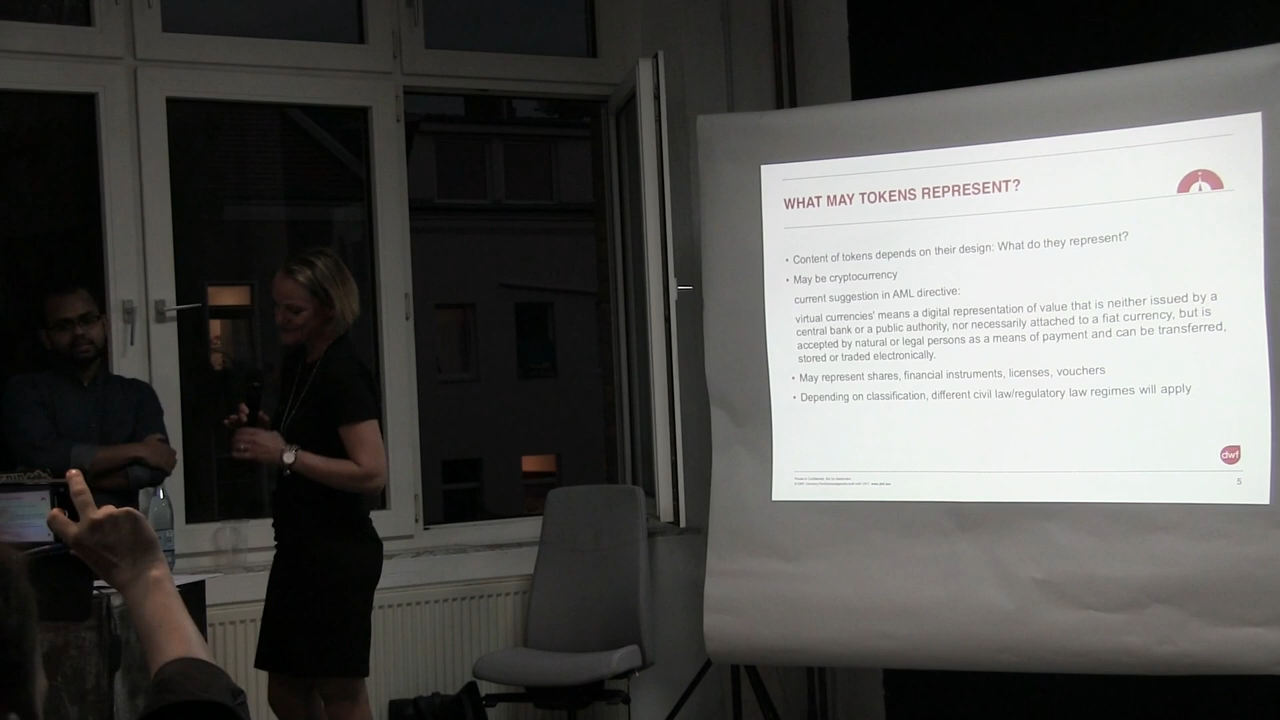 WHAT MAY TOKENS REPRESENT?
• Content of tokens depends on their design: What do they represent?
• May be cryptocurrency
current suggestion in AML directive:
virtual currencies' means a digital representation of value that is neither issued by a
central bank or a public authority, nor necessarily attached to a fiat currency, but is
accepted by natural or legal persons as a means of payment and can be transferred,
stored or traded electronically.
• May represent shares, financial instruments, licenses, vouchers
• Depending on classification, different civil law/regulatory law regimes will apply
dwf
5